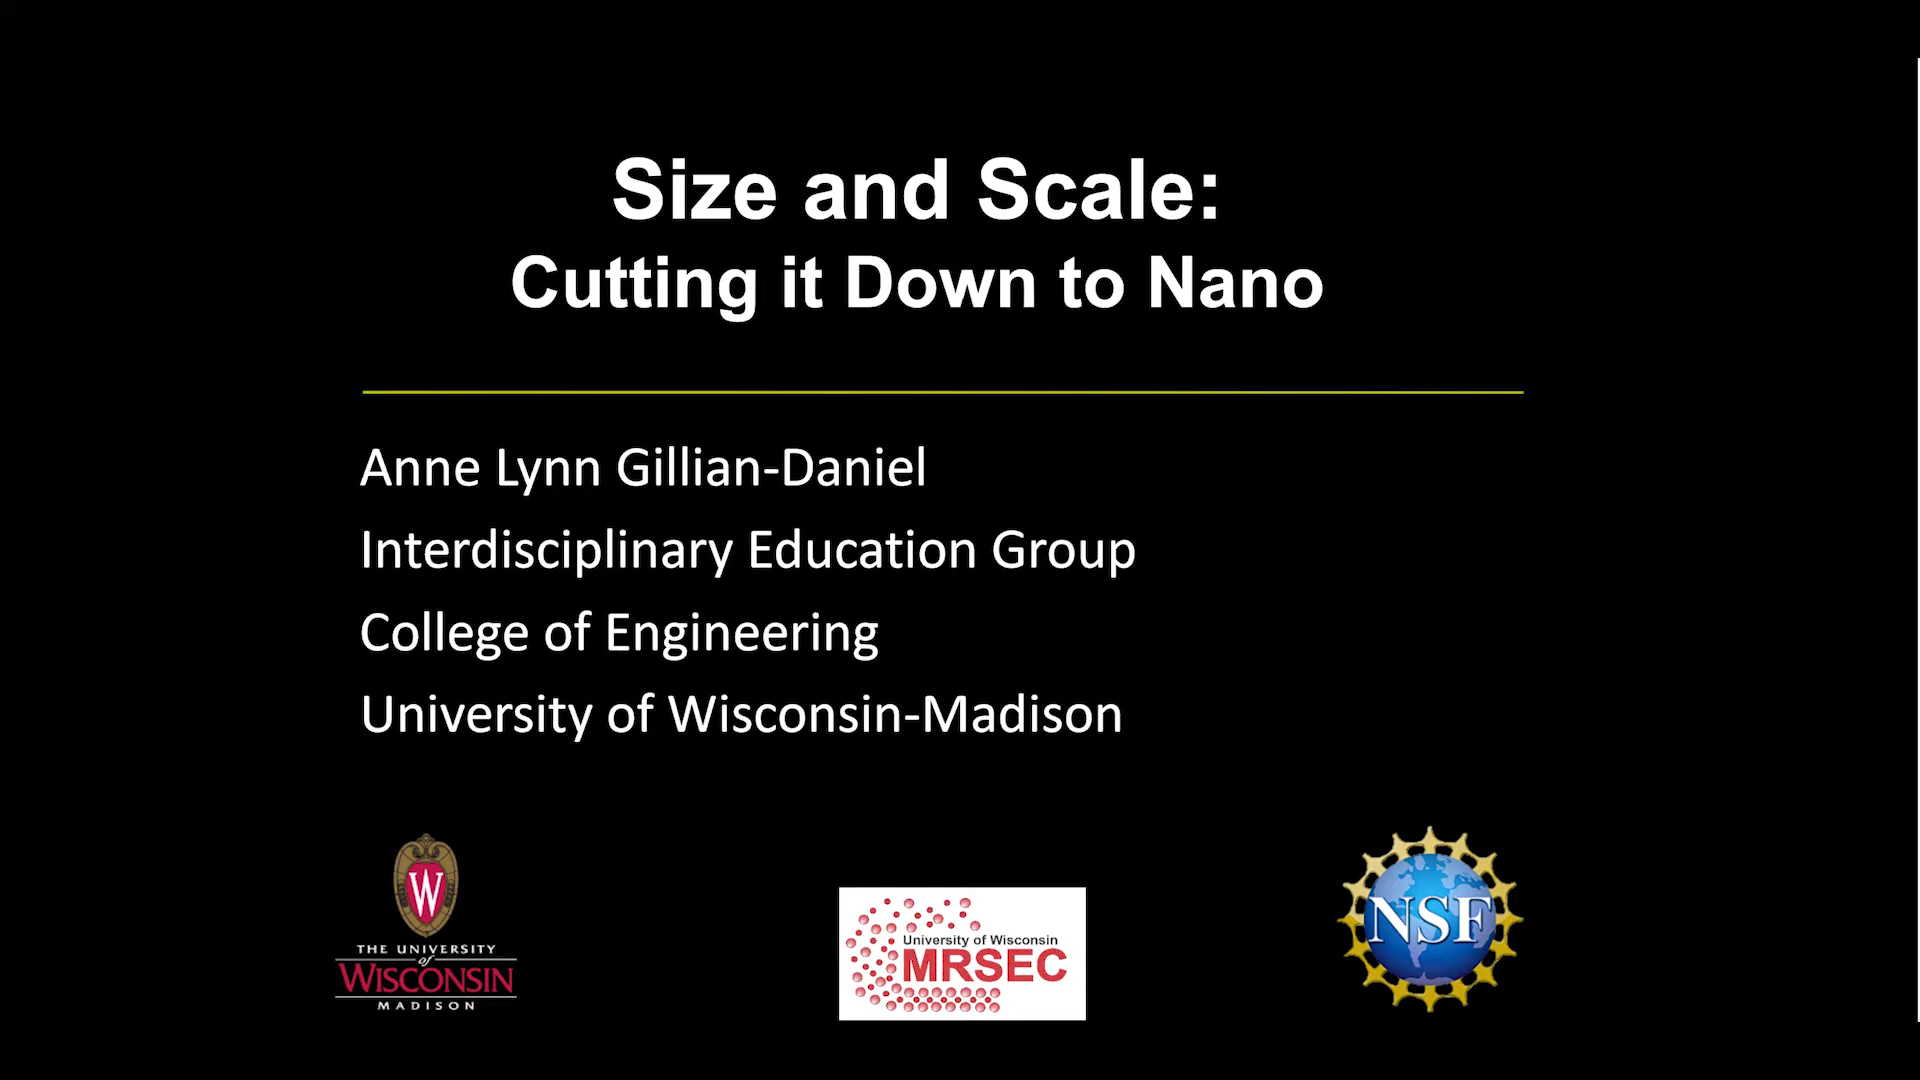 Size and Scale:
Cutting it Down to Nano
Anne Lynn Gillian-Daniel
Interdisciplinary Education Group
College of Engineering
University of Wisconsin-Madison
W
THE UNIVERSITY
of
WISCONSIN
MADISON
University of Wisconsin
MRSEC
NSF